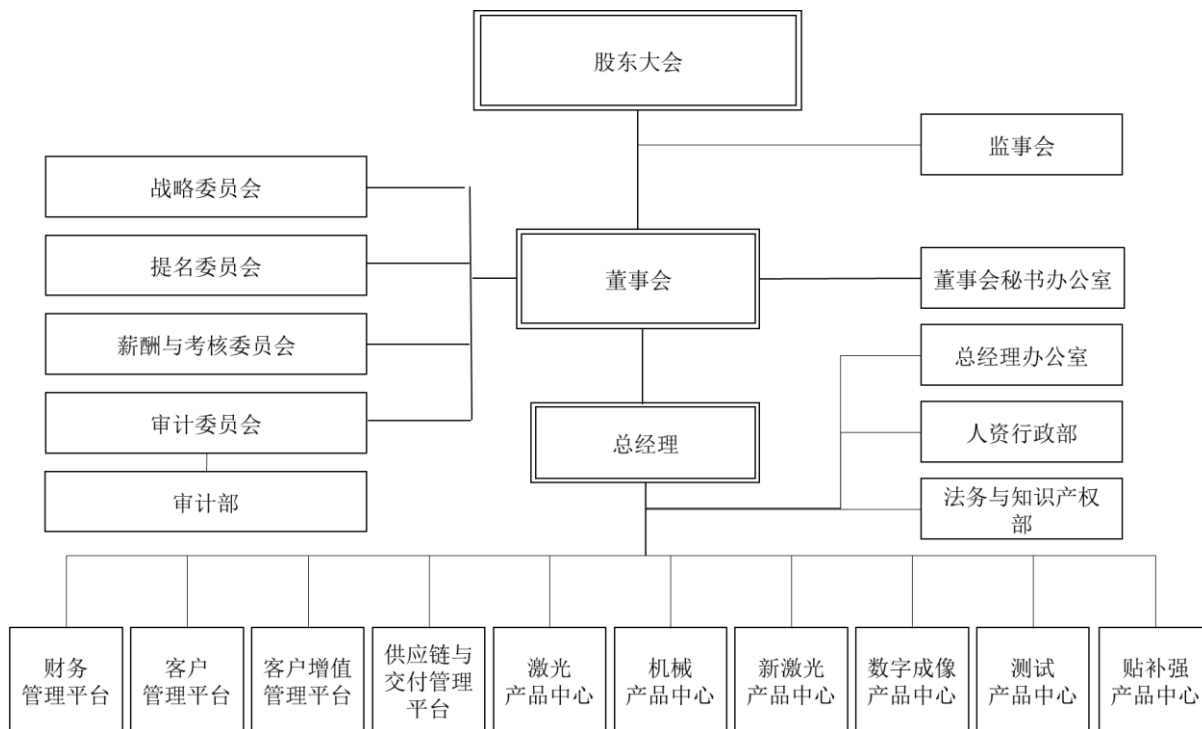 股东大会
监事会
战略委员会
提名委员会
董事会
董事会秘书办公室
薪酬与考核委员会
总经理办公室
审计委员会
总经理
人资行政部
审计部
法务与知识产权
部
财务
管理平台
客户
管理平台
客户增值
管理平台
供应链与
交付管理
平台
激光
产品中心
机械
产品中心
新激光
产品中心
数字成像
产品中心
测试
产品中心
贴补强
产品中心